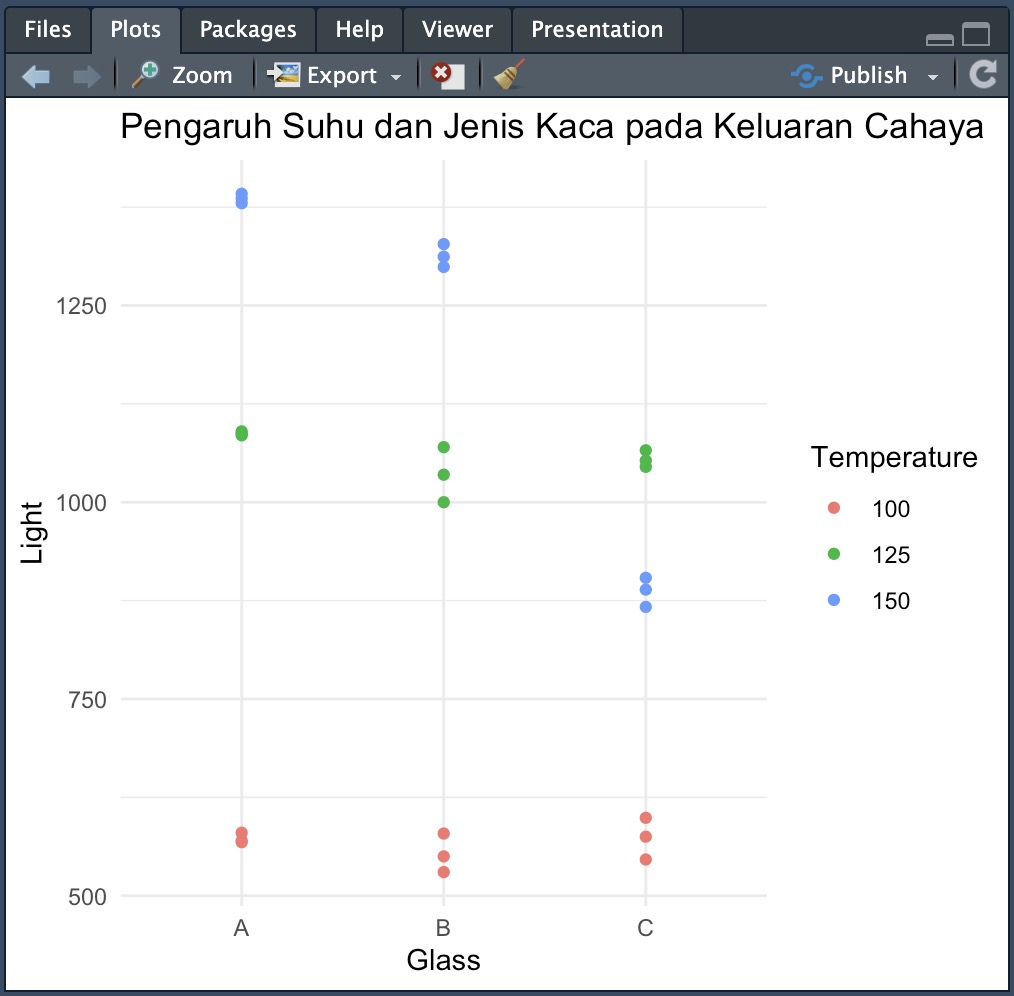 Files Plots Packages Help Viewer Presentation
Zoom Export Publish
Pengaruh Suhu dan Jenis Kaca pada Keluaran Cahaya
1250
1000
750
500
Light
A B C
Glass
Temperature
100
125
150